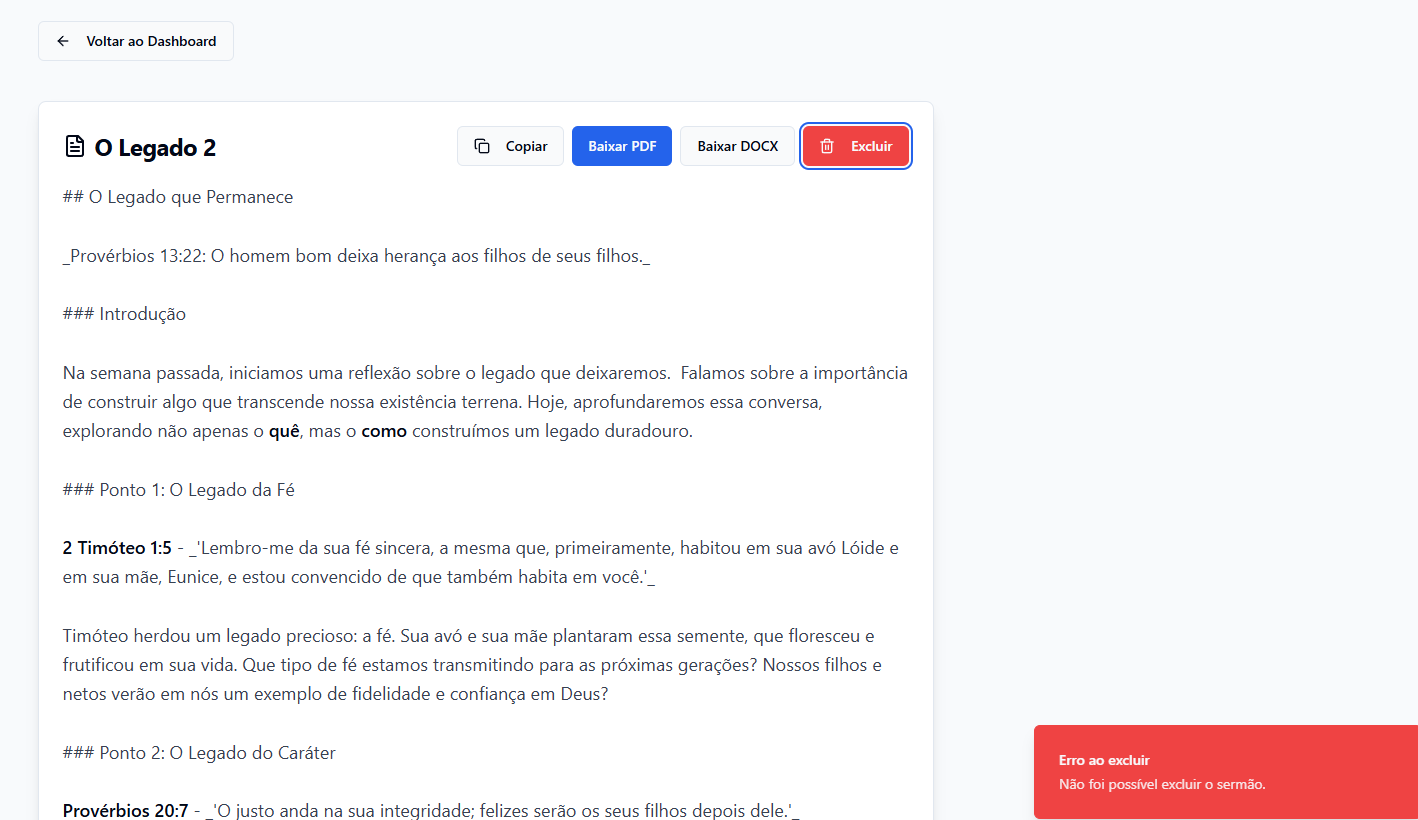 Voltar ao Dashboard
O Legado 2
Copiar
Baixar PDF
Baixar DOCX
Excluir
## O Legado que Permanece
_Provérbios 13:22: O homem bom deixa herança aos filhos de seus filhos._
### Introdução
Na semana passada, iniciamos uma reflexão sobre o legado que deixaremos.  Falamos sobre a importância
de construir algo que transcende nossa existência terrena. Hoje, aprofundaremos essa conversa,
explorando não apenas o quê, mas o como construímos um legado duradouro.
### Ponto 1: O Legado da Fé
2 Timóteo 1:5 - _'Lembro-me da sua fé sincera, a mesma que, primeiramente, habitou em sua avó Lóide e
em sua mãe, Eunice, e estou convencido de que também habita em você.'_
Timóteo herdou um legado precioso: a fé. Sua avó e sua mãe plantaram essa semente, que floresceu e
frutificou em sua vida. Que tipo de fé estamos transmitindo para as próximas gerações? Nossos filhos e
netos verão em nós um exemplo de fidelidade e confiança em Deus?
### Ponto 2: O Legado do Caráter
Provérbios 20:7 - _'O justo anda na sua integridade; felizes serão os seus filhos depois dele.'_
Erro ao excluir
Não foi possível excluir o sermão.